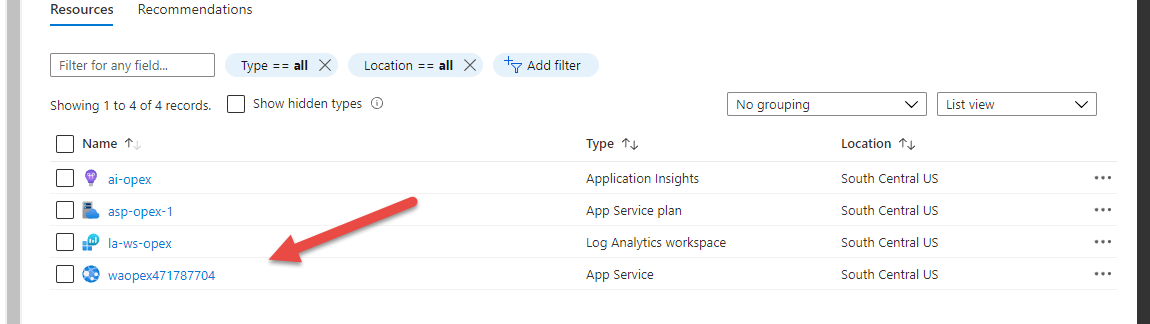 Resources Recommendations
Filter for any field... Type == all Location == all Add filter
Showing 1 to 4 of 4 records. Show hidden types No grouping List view
Name Type Location
ai-opex Application Insights South Central US
asp-opex-1 App Service plan South Central US
la-ws-opex Log Analytics workspace South Central US
waopex471787704 App Service South Central US